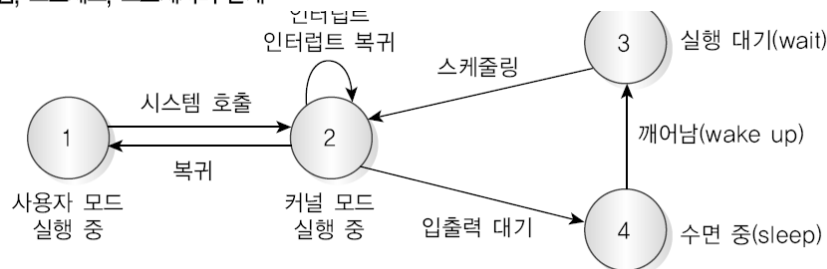 인터럽트
인터럽트 복귀
3
실행 대기(wait)
스케줄링
시스템 호출
1
2
깨어남(wake up)
복귀
사용자 모드
실행 중
커널 모드
실행 중
입출력 대기
4
수면 중(sleep)